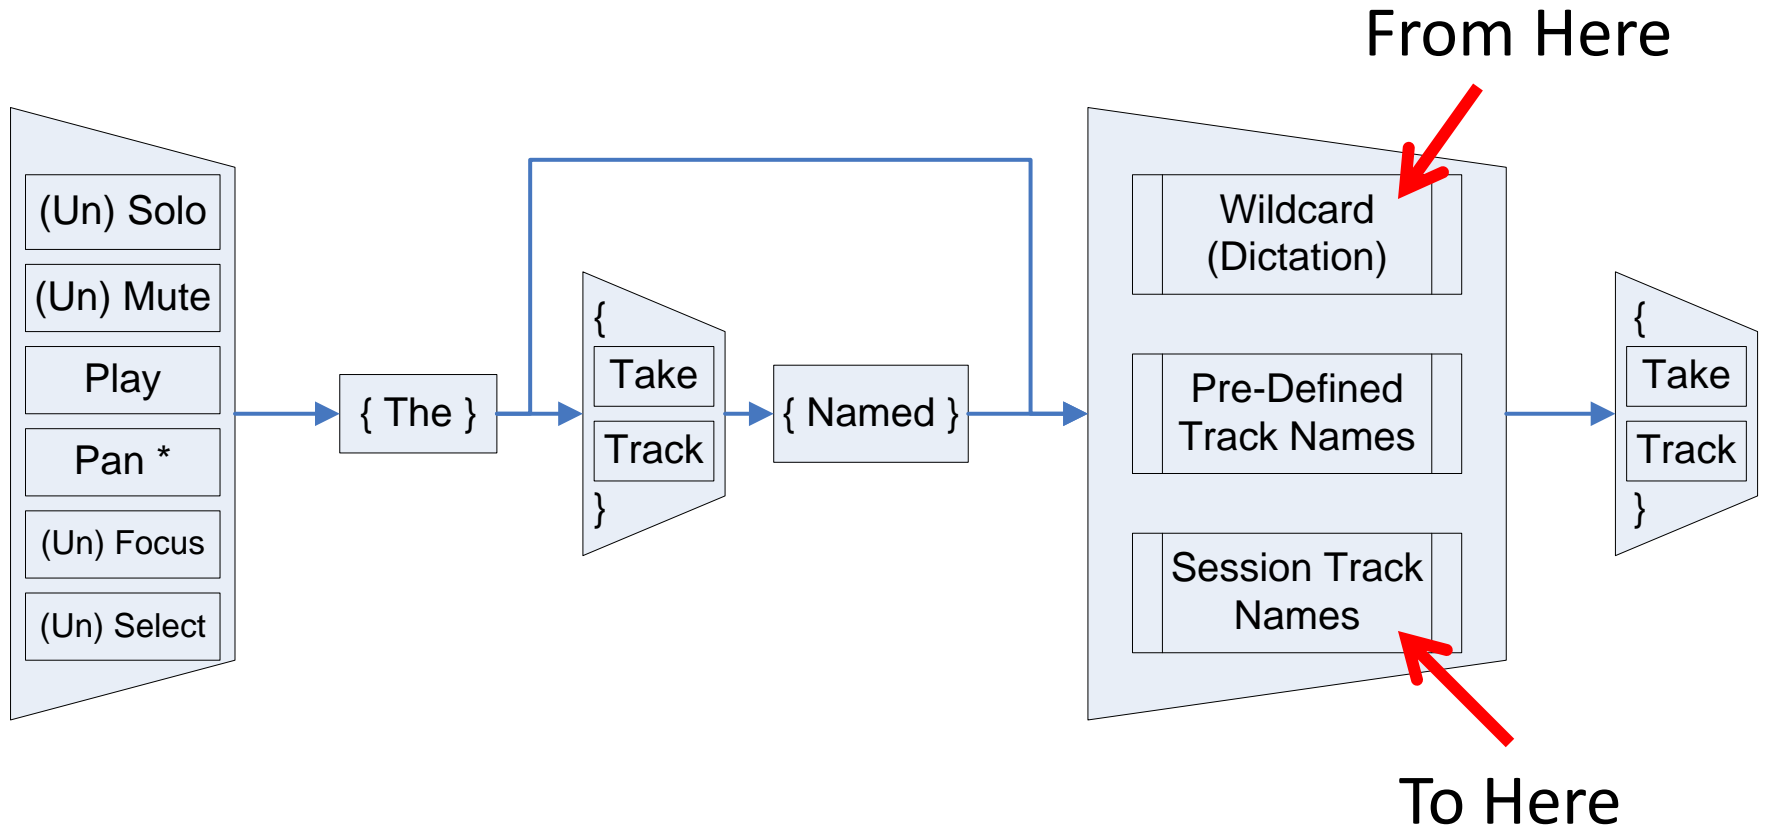 From Here
(Un) Solo
(Un) Mute
Play
Pan *
(Un) Focus
(Un) Select
{ The }
{
Take
Track
}
{ Named }
Wildcard
(Dictation)
Pre-Defined
Track Names
Session Track
Names
{
Take
Track
}
To Here